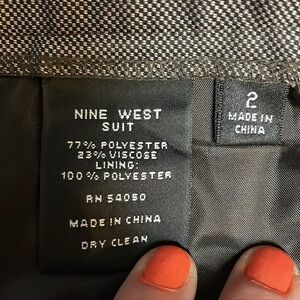 NINE WEST
SUIT
77% POLYESTER
23% VISCOSE
LINING:
100% POLYESTER
RN 54050
MADE IN CHINA
DRY CLEAN
2
MADE IN
CHINA